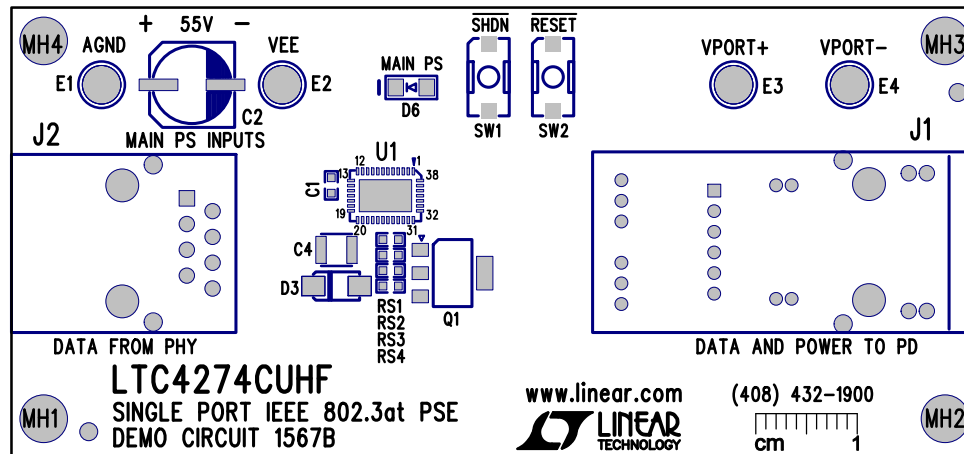 MH4
AGND
+ 55V -
VEE
SHDN
RESET
VPORT+
VPORT-
MH3
E1
E2
MAIN PS
E3
E4
C2
D6
SW1
SW2
J2
MAIN PS INPUTS
J1
U1
12
1
13
38
C1
19
32
20
31
C4
D3
Q1
RS1
RS2
RS3
RS4
DATA FROM PHY
DATA AND POWER TO PD
LTC4274CUHF
SINGLE PORT IEEE 802.3at PSE
DEMO CIRCUIT 1567B
www.linear.com
(408) 432-1900
LINEAR
TECHNOLOGY
cm 1
MH1
MH2